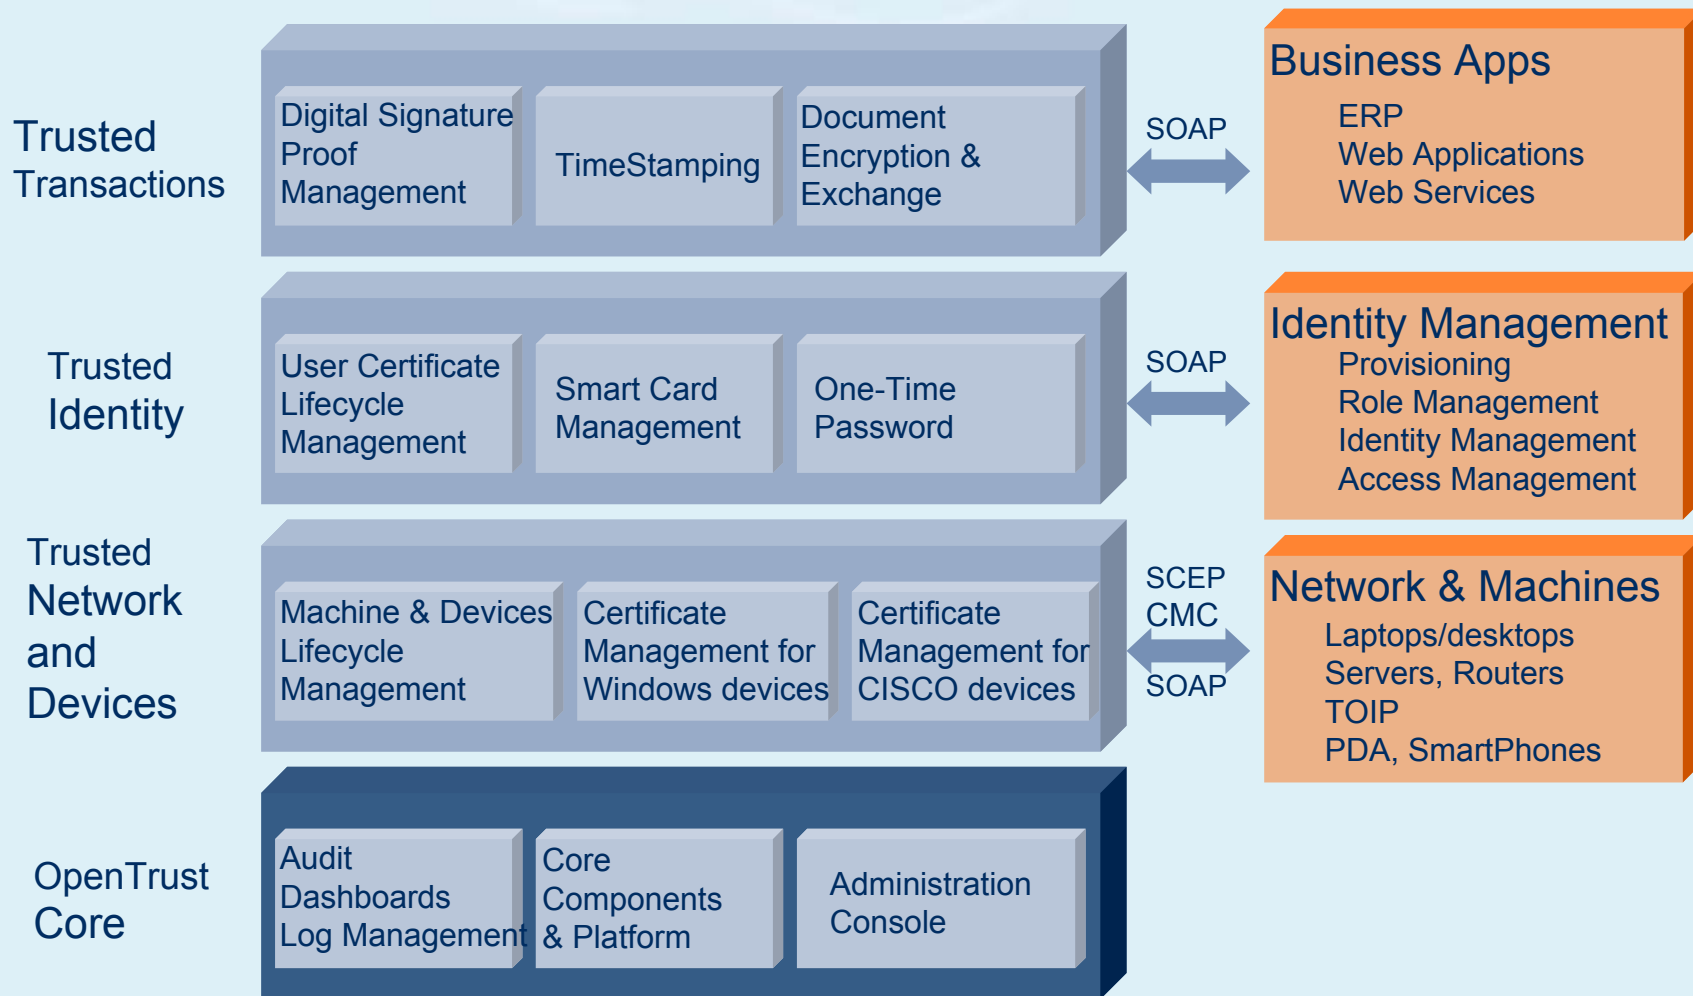 Trusted
Transactions
Digital Signature
Proof
Management
TimeStamping
Document
Encryption &
Exchange
SOAP
Business Apps
ERP
Web Applications
Web Services
Trusted
Identity
User Certificate
Lifecycle
Management
Smart Card
Management
One-Time
Password
SOAP
Identity Management
Provisioning
Role Management
Identity Management
Access Management
Trusted
Network
and
Devices
Machine & Devices
Lifecycle
Management
Certificate
Management for
Windows devices
Certificate
Management for
CISCO devices
SCEP
CMC
SOAP
Network & Machines
Laptops/desktops
Servers, Routers
TOIP
PDA, SmartPhones
OpenTrust
Core
Audit
Dashboards
Log Management
Core
Components
& Platform
Administration
Console